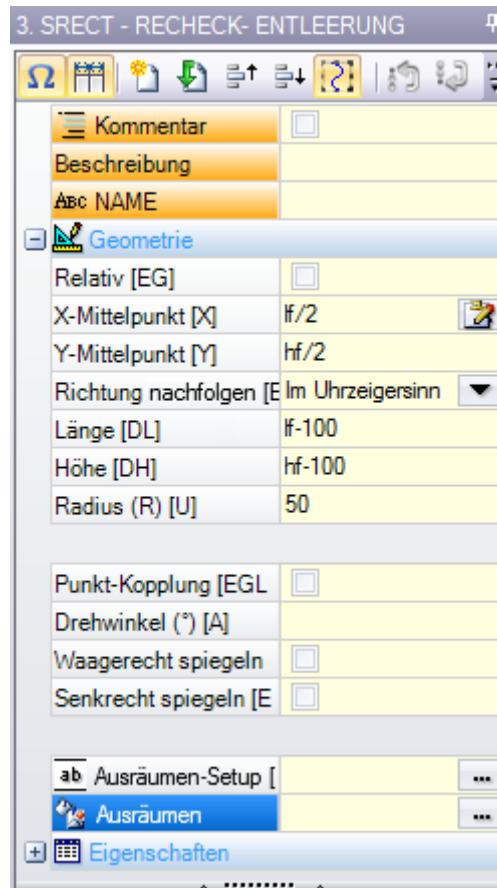 3. SRECT - RECHECK- ENTLEERUNG
Kommentar
Beschreibung
ABC NAME
Geometrie
Relativ [EG]
X-Mittelpunkt [X] lf/2
Y-Mittelpunkt [Y] hf/2
Richtung nachfolgen [E Im Uhrzeigersinn
Länge [DL] lf-100
Höhe [DH] hf-100
Radius (R) [U] 50
Punkt-Kopplung [EGL
Drehwinkel (°) [A]
Waagerecht spiegeln
Senkrecht spiegeln [E
ab Ausräumen-Setup [ ...
Ausräumen ...
Eigenschaften